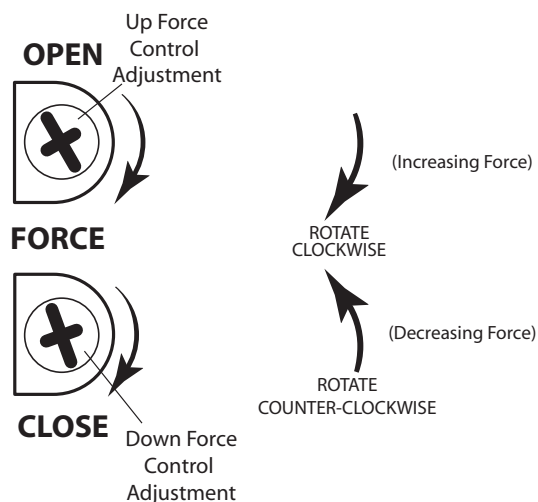 Up Force
Control
Adjustment
OPEN
FORCE
CLOSE
Down Force
Control
Adjustment
(Increasing Force)
ROTATE
CLOCKWISE
(Decreasing Force)
ROTATE
COUNTER-CLOCKWISE